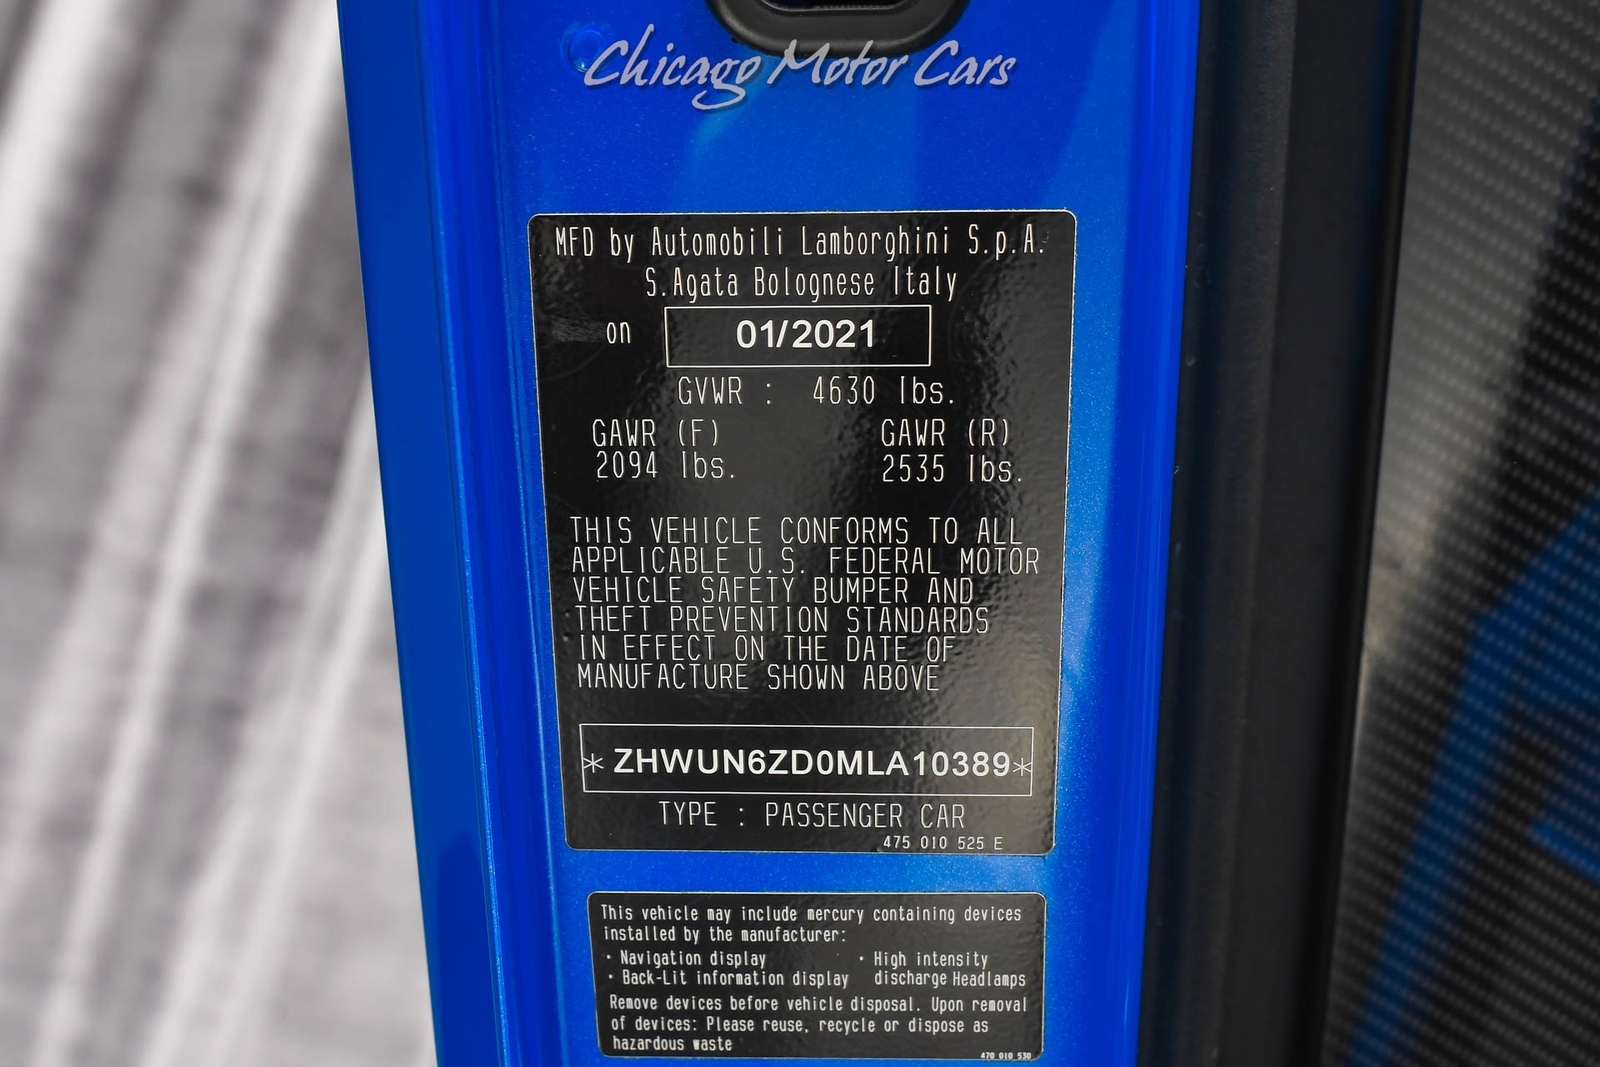 Chicago Motor Cars
MFD by Automobili Lamborghini S.p.A.
S.Agata Bolognese Italy
on 01/2021
GVWR : 4630 lbs.
GAWR (F) GAWR (R)
2094 lbs. 2535 lbs.
THIS VEHICLE CONFORMS TO ALL
APPLICABLE U.S. FEDERAL MOTOR
VEHICLE SAFETY BUMPER AND
THEFT PREVENTION STANDARDS
IN EFFECT ON THE DATE OF
MANUFACTURE SHOWN ABOVE
* ZHWUN6ZD0MLA10389*
TYPE : PASSENGER CAR
475 010 525 E
This vehicle may include mercury containing devices
installed by the manufacturer:
· Navigation display · High intensity
· Back-Lit information display discharge Headlamps
Remove devices before vehicle disposal. Upon removal
of devices: Please reuse, recycle or dispose as
hazardous waste
470 010 530